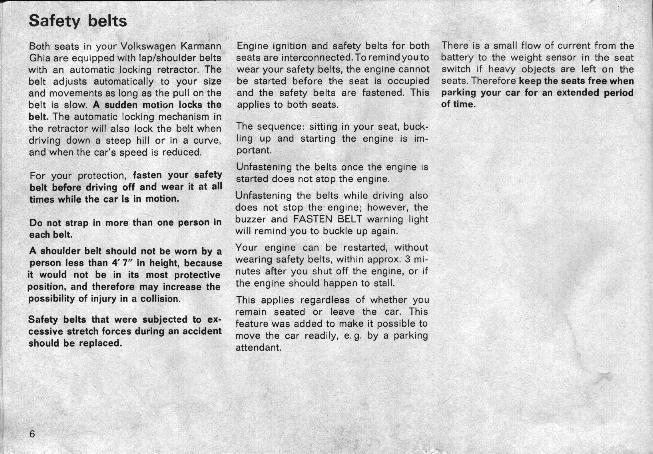 Safety belts
Both seats in your Volkswagen Karmann
Ghia are equipped with lap/shoulder belts
with an automatic locking retractor. The
belt adjusts automatically to your size
and movements as long as the pull on the
belt is slow. A sudden motion locks the
belt. The automatic locking mechanism in
the retractor will also lock the belt when
driving down a steep hill or in a curve,
and when the car's speed is reduced.
For your protection, fasten your safety
belt before driving off and wear it at all
times while the car is in motion.
Do not strap in more than one person in
each belt.
A shoulder belt should not be worn by a
person less than 4' 7" in height, because
it would not be in its most protective
position, and therefore may increase the
possibility of injury in a collision.
Safety belts that were subjected to ex-
cessive stretch forces during an accident
should be replaced.
Engine ignition and safety belts for both
seats are interconnected. To remind you to
wear your safety belts, the engine cannot
be started before the seat is occupied
and the safety belts are fastened. This
applies to both seats.
The sequence: sitting in your seat, buck-
ling up and starting the engine is im-
portant.
Unfastening the belts once the engine is
started does not stop the engine.
Unfastening the belts while driving also
does not stop the engine; however, the
buzzer and FASTEN BELT warning light
will remind you to buckle up again.
Your engine can be restarted, without
wearing safety belts, within approx. 3 mi-
nutes after you shut off the engine, or if
the engine should happen to stall.
This applies regardless of whether you
remain seated or leave the car. This
feature was added to make it possible to
move the car readily, e. g. by a parking
attendant.
There is a small flow of current from the
battery to the weight sensor in the seat
switch if heavy objects are left on the
seats. Therefore keep the seats free when
parking your car for an extended period
of time.
6